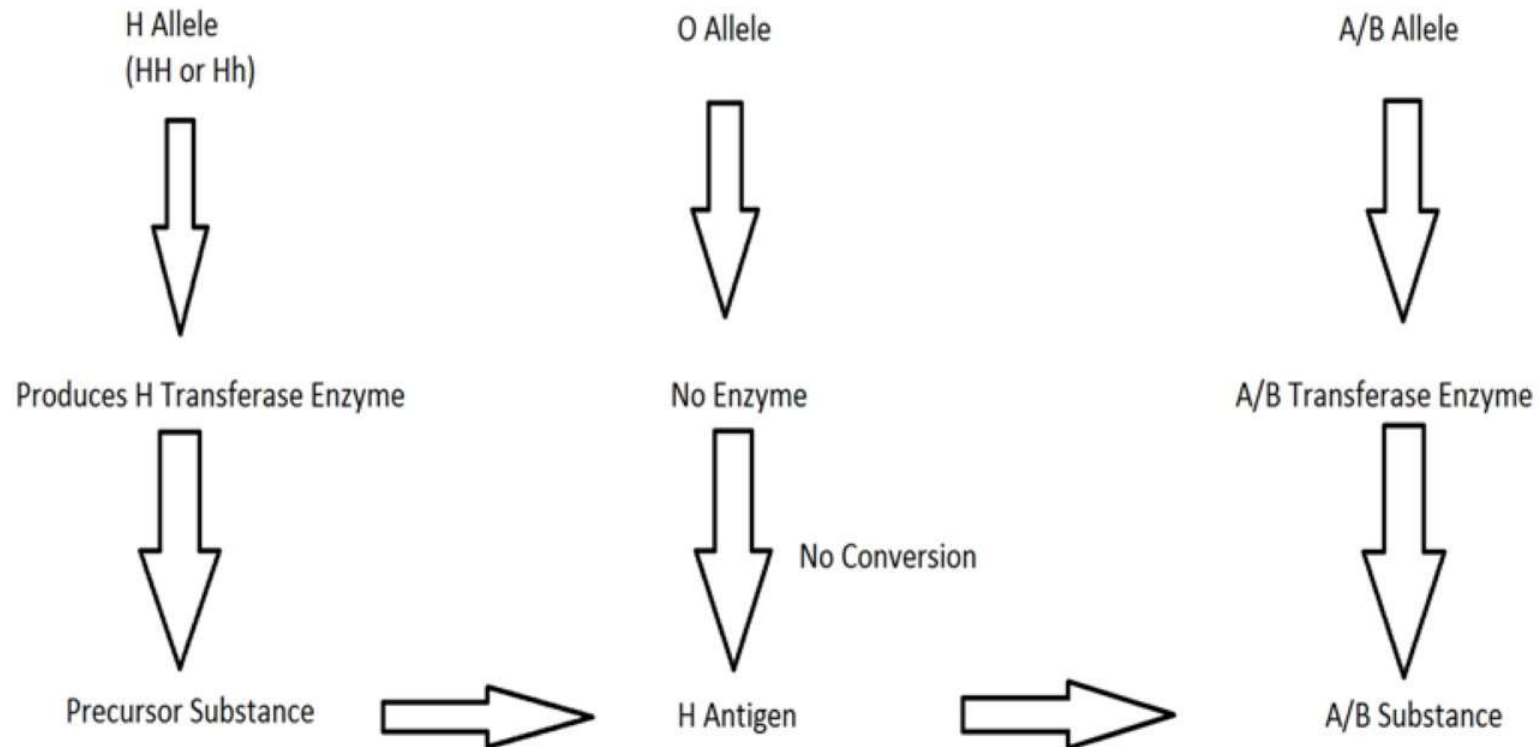 H Allele
(HH or Hh)
O Allele
A/B Allele
Produces H Transferase Enzyme
No Enzyme
A/B Transferase Enzyme
No Conversion
Precursor Substance
H Antigen
A/B Substance